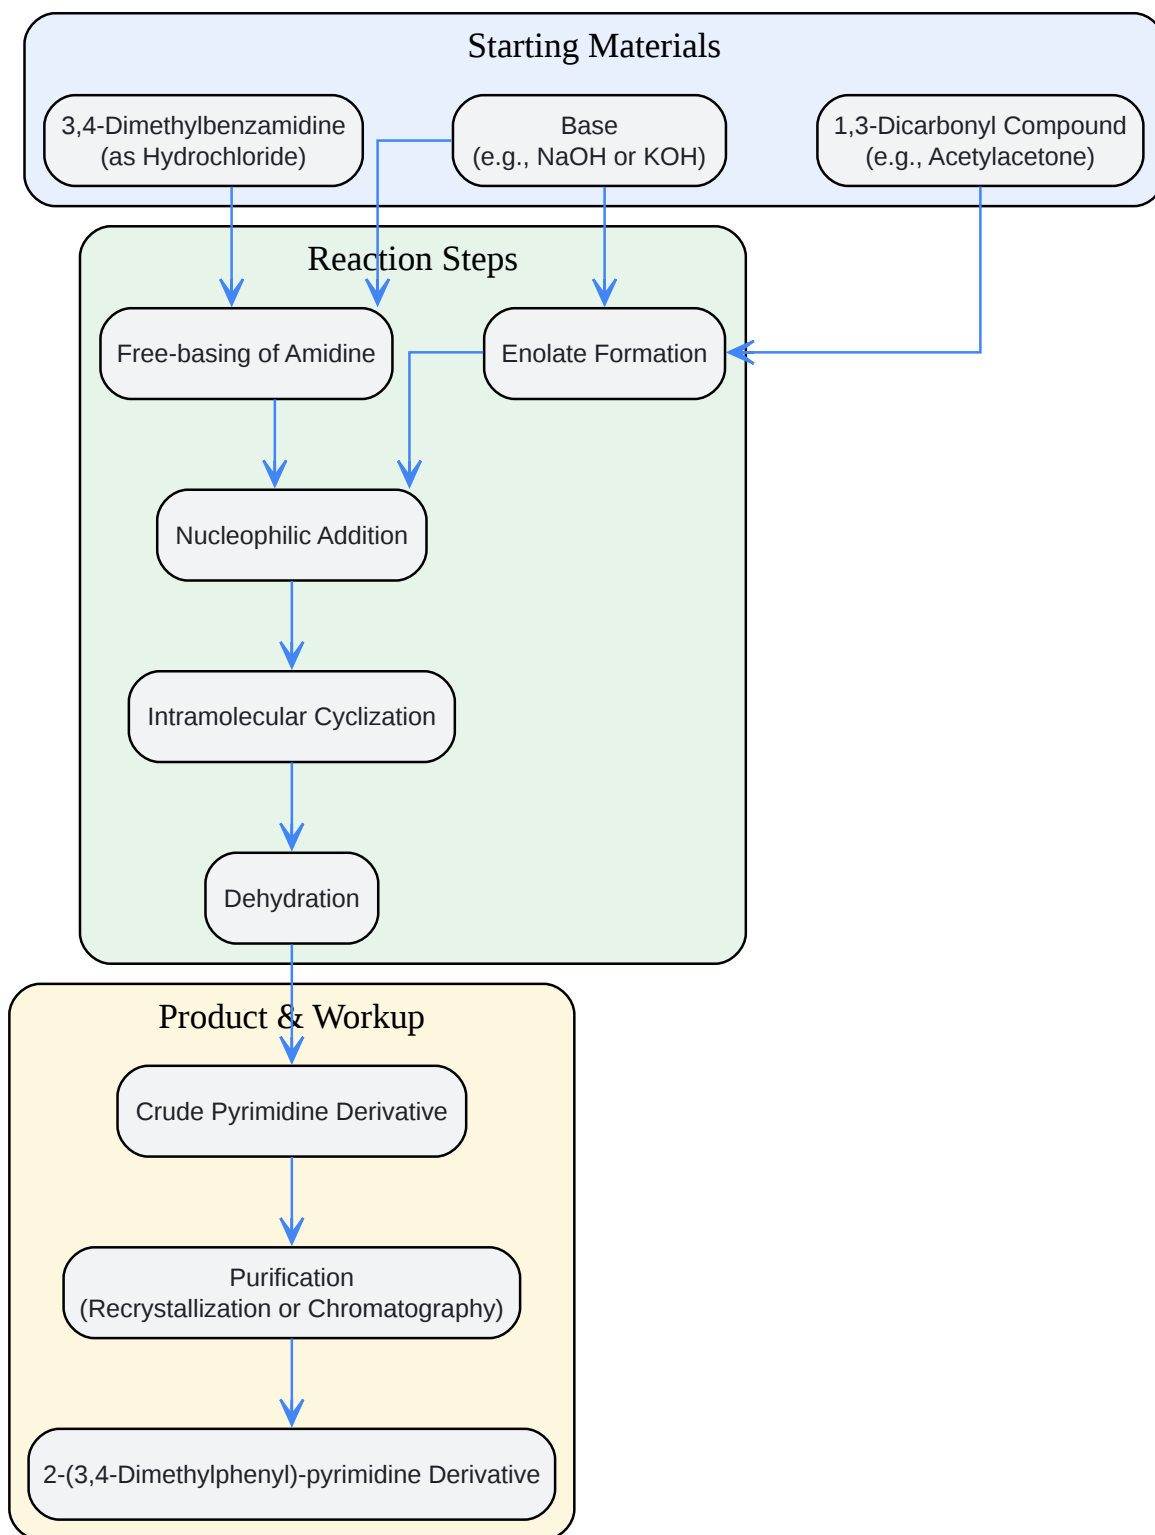 Starting Materials
3,4-Dimethylbenzamidine
(as Hydrochloride)
Base
(e.g., NaOH or KOH)
1,3-Dicarbonyl Compound
(e.g., Acetylacetone)
Reaction Steps
Free-basing of Amidine
Enolate Formation
Nucleophilic Addition
Intramolecular Cyclization
Dehydration
Product & Workup
Crude Pyrimidine Derivative
Purification
(Recrystallization or Chromatography)
2-(3,4-Dimethylphenyl)-pyrimidine Derivative